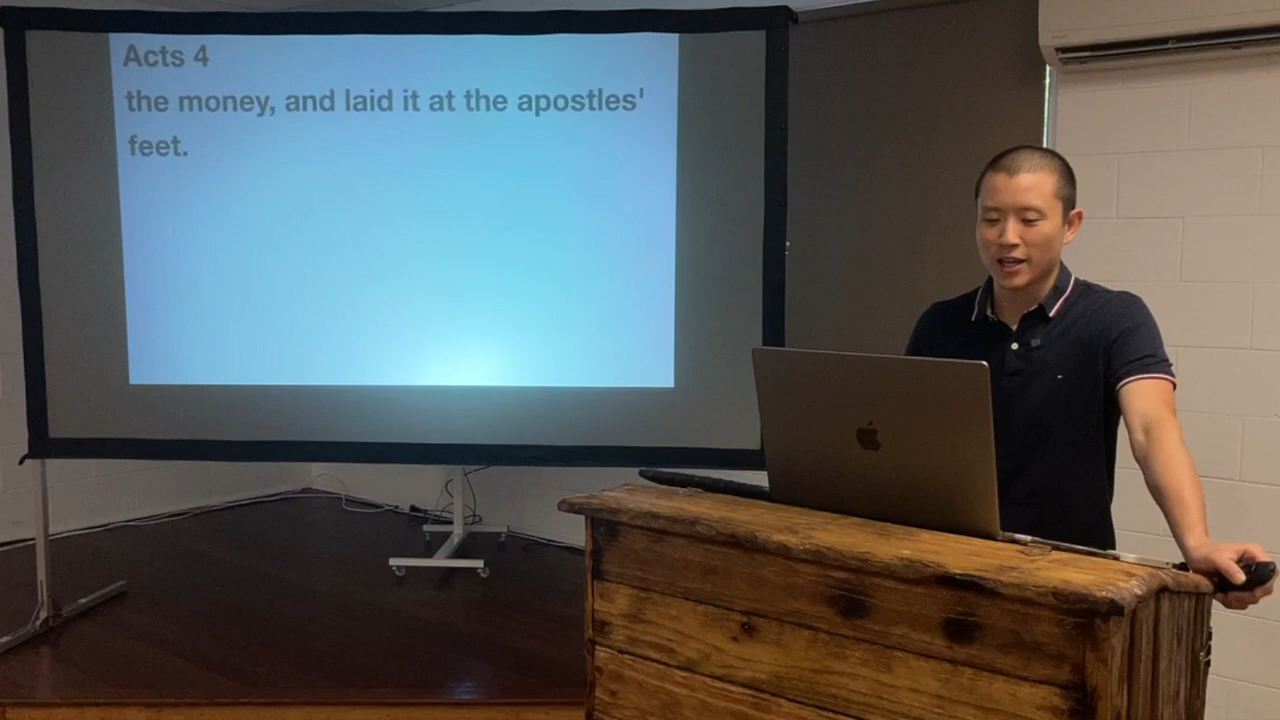 Acts 4
the money, and laid it at the apostles'
feet.